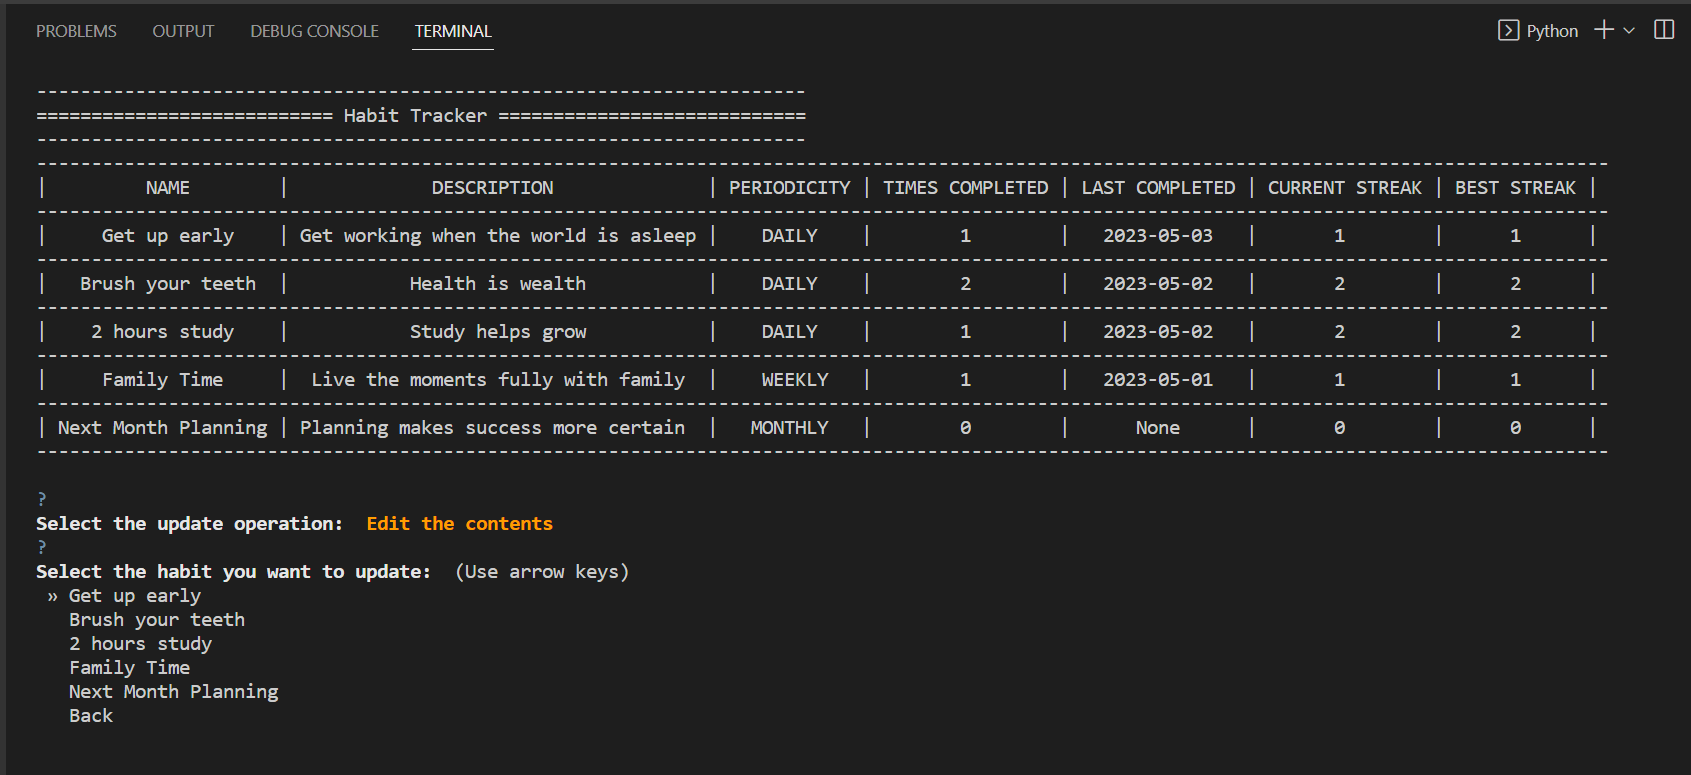 PROBLEMS OUTPUT DEBUG CONSOLE TERMINAL Python
----------------------------------------------------------------------
=========================== Habit Tracker ============================
----------------------------------------------------------------------
-----------------------------------------------------------------------------------------------------------------------------------------------
| NAME | DESCRIPTION | PERIODICITY | TIMES COMPLETED | LAST COMPLETED | CURRENT STREAK | BEST STREAK |
-----------------------------------------------------------------------------------------------------------------------------------------------
| Get up early | Get working when the world is asleep | DAILY | 1 | 2023-05-03 | 1 | 1 |
-----------------------------------------------------------------------------------------------------------------------------------------------
| Brush your teeth | Health is wealth | DAILY | 2 | 2023-05-02 | 2 | 2 |
-----------------------------------------------------------------------------------------------------------------------------------------------
| 2 hours study | Study helps grow | DAILY | 1 | 2023-05-02 | 2 | 2 |
-----------------------------------------------------------------------------------------------------------------------------------------------
| Family Time | Live the moments fully with family | WEEKLY | 1 | 2023-05-01 | 1 | 1 |
-----------------------------------------------------------------------------------------------------------------------------------------------
| Next Month Planning | Planning makes success more certain | MONTHLY | 0 | None | 0 | 0 |
-----------------------------------------------------------------------------------------------------------------------------------------------
?
Select the update operation: Edit the contents
?
Select the habit you want to update: (Use arrow keys)
» Get up early
Brush your teeth
2 hours study
Family Time
Next Month Planning
Back